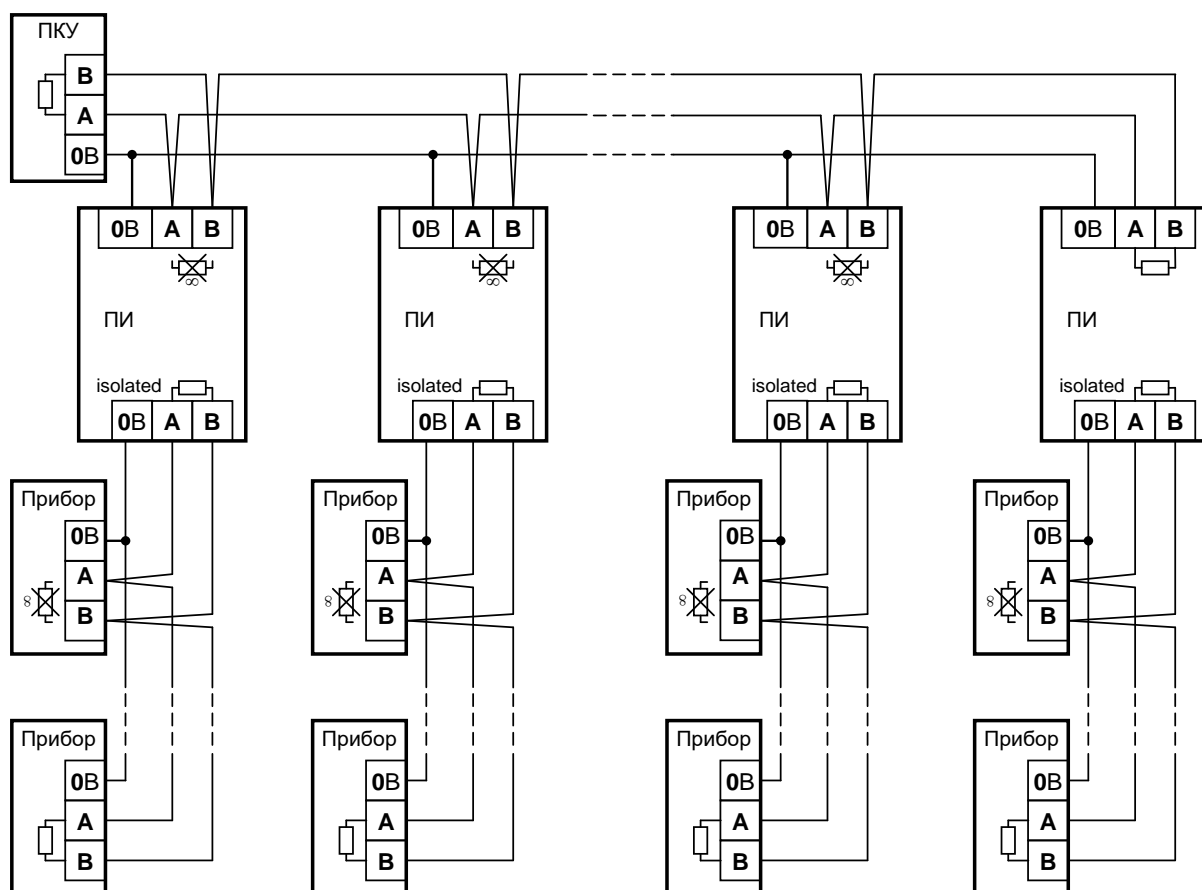 ПКУ
B
A
0В
0В A B
0В A B
0В A B
0В A B
∞
∞
∞
ПИ
ПИ
ПИ
ПИ
isolated
isolated
isolated
isolated
0В A B
0В A B
0В A B
0В A B
Прибор
0В
A
∞
B
Прибор
0В
A
∞
B
Прибор
0В
A
∞
B
Прибор
0В
A
∞
B
Прибор
0В
A
B
Прибор
0В
A
B
Прибор
0В
A
B
Прибор
0В
A
B